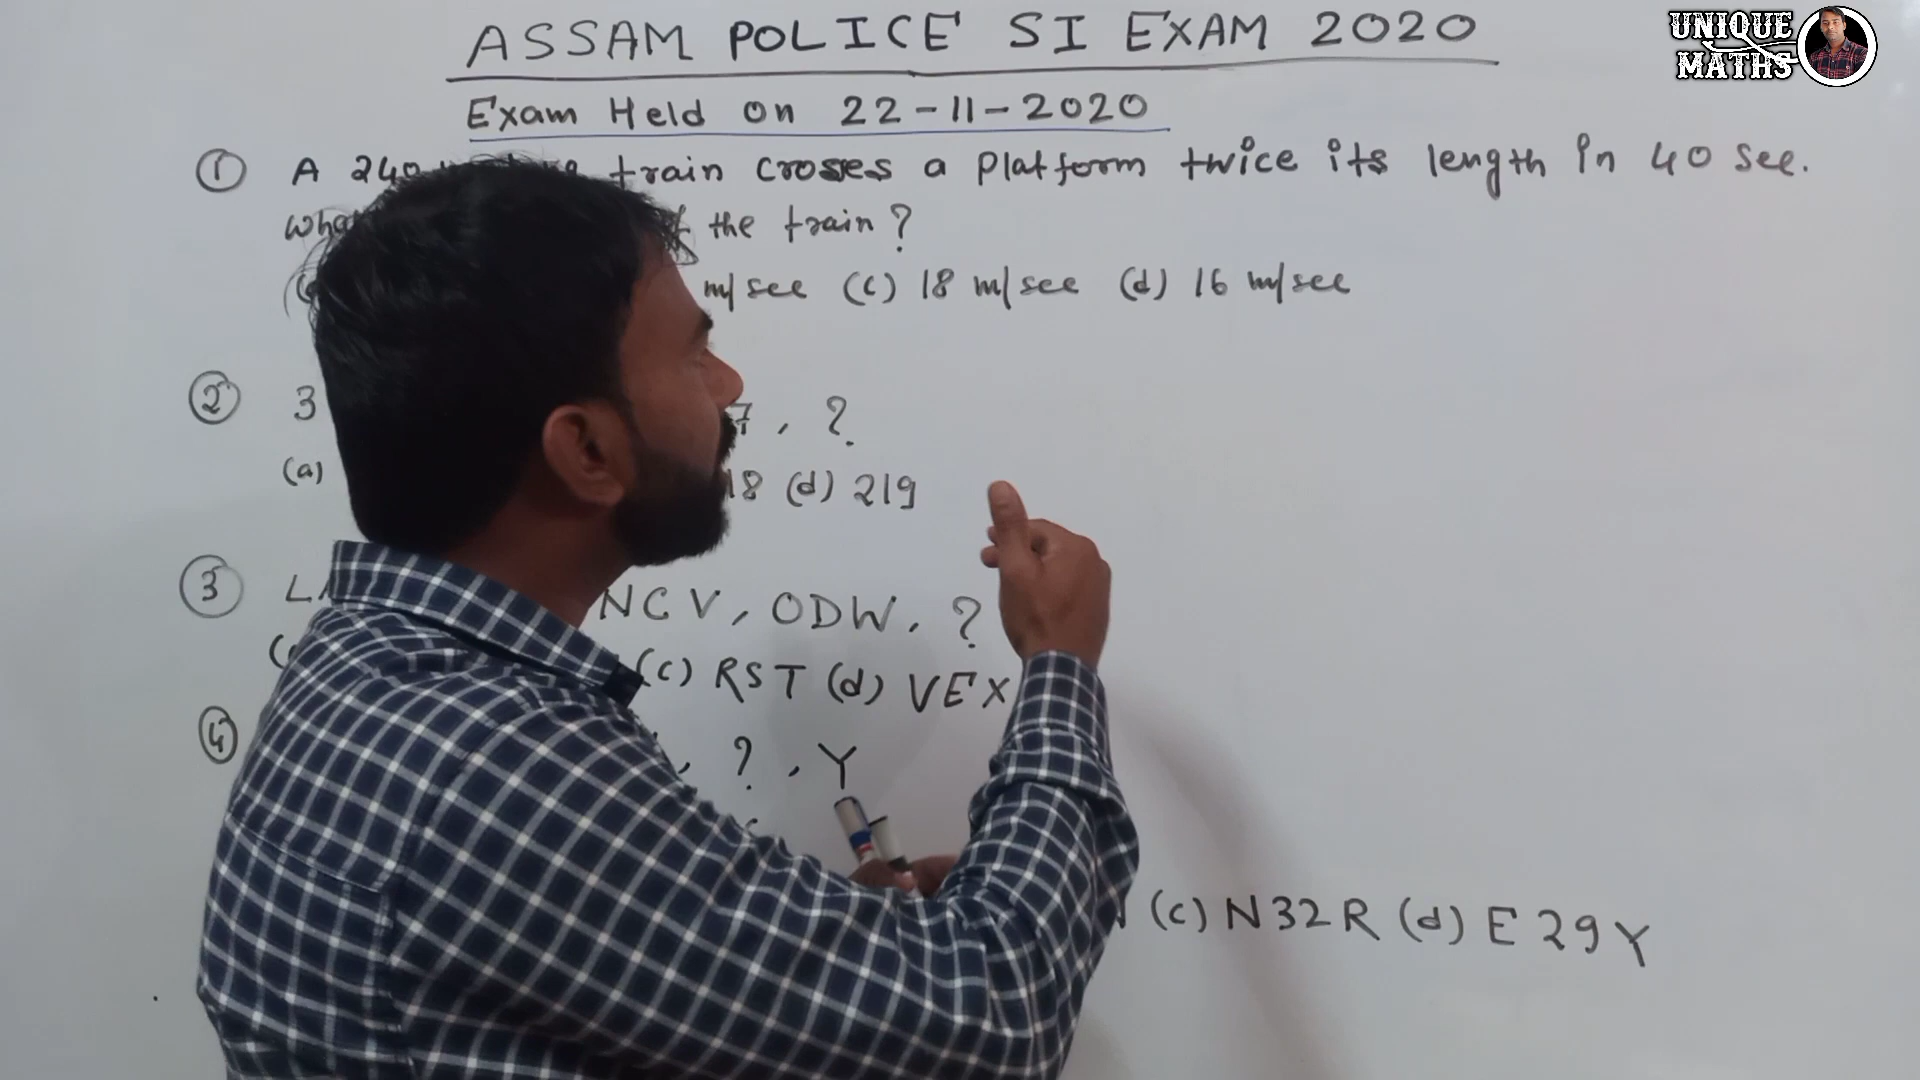 ASSAM POLICE SI EXAM 2020
UNIQUE
MATHS
Exam Held on 22-11-2020
① A 240 train crosses a Platform twice its length in 40 sec.
the train?
m/sec (c) 18 m/sec (d) 16 m/sec
② 3 7, ?
(a) 18 (d) 219
③ NCV, ODW, ?
(c) RST (d) VEX
④ , ?, Y
(c) N32R (d) E29Y